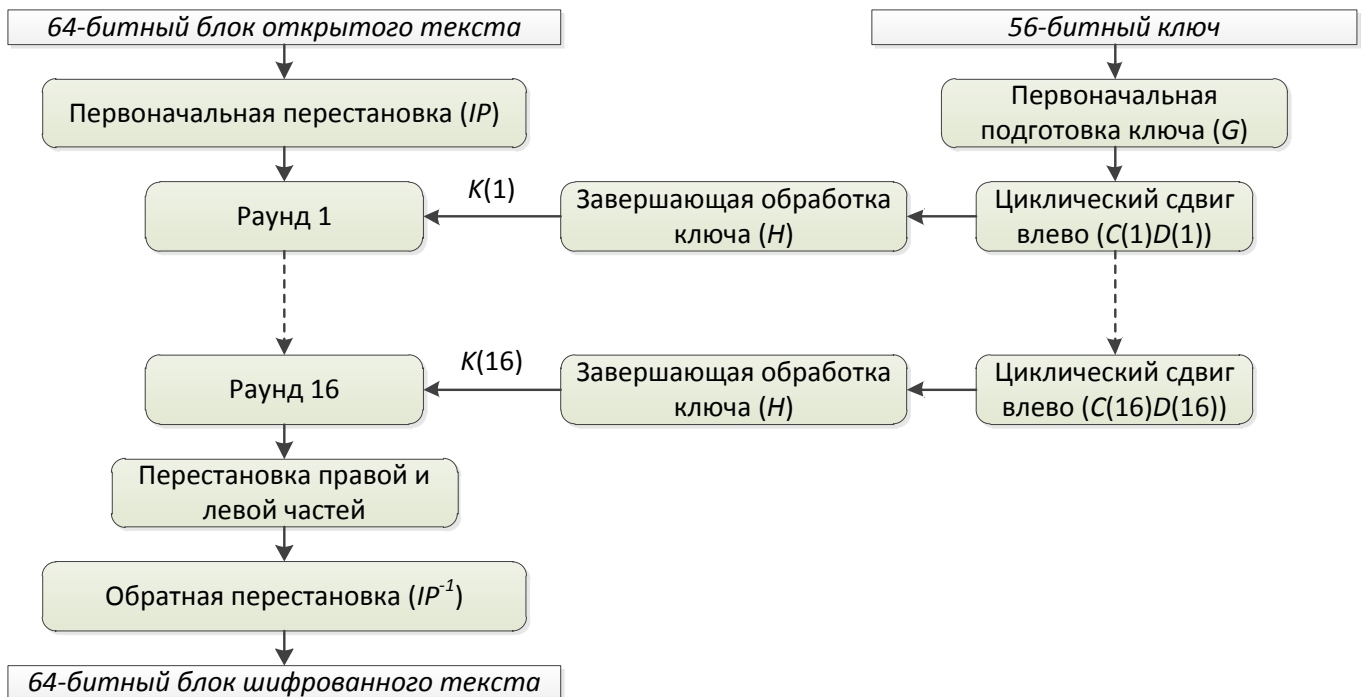 64-битный блок открытого текста
56-битный ключ
Первоначальная перестановка (IP)
Первоначальная
подготовка ключа (G)
Раунд 1
K(1)
Завершающая обработка
ключа (H)
Циклический сдвиг
влево (C(1)D(1))
Раунд 16
K(16)
Завершающая обработка
ключа (H)
Циклический сдвиг
влево (C(16)D(16))
Перестановка правой и
левой частей
Обратная перестановка (IP⁻¹)
64-битный блок шифрованного текста